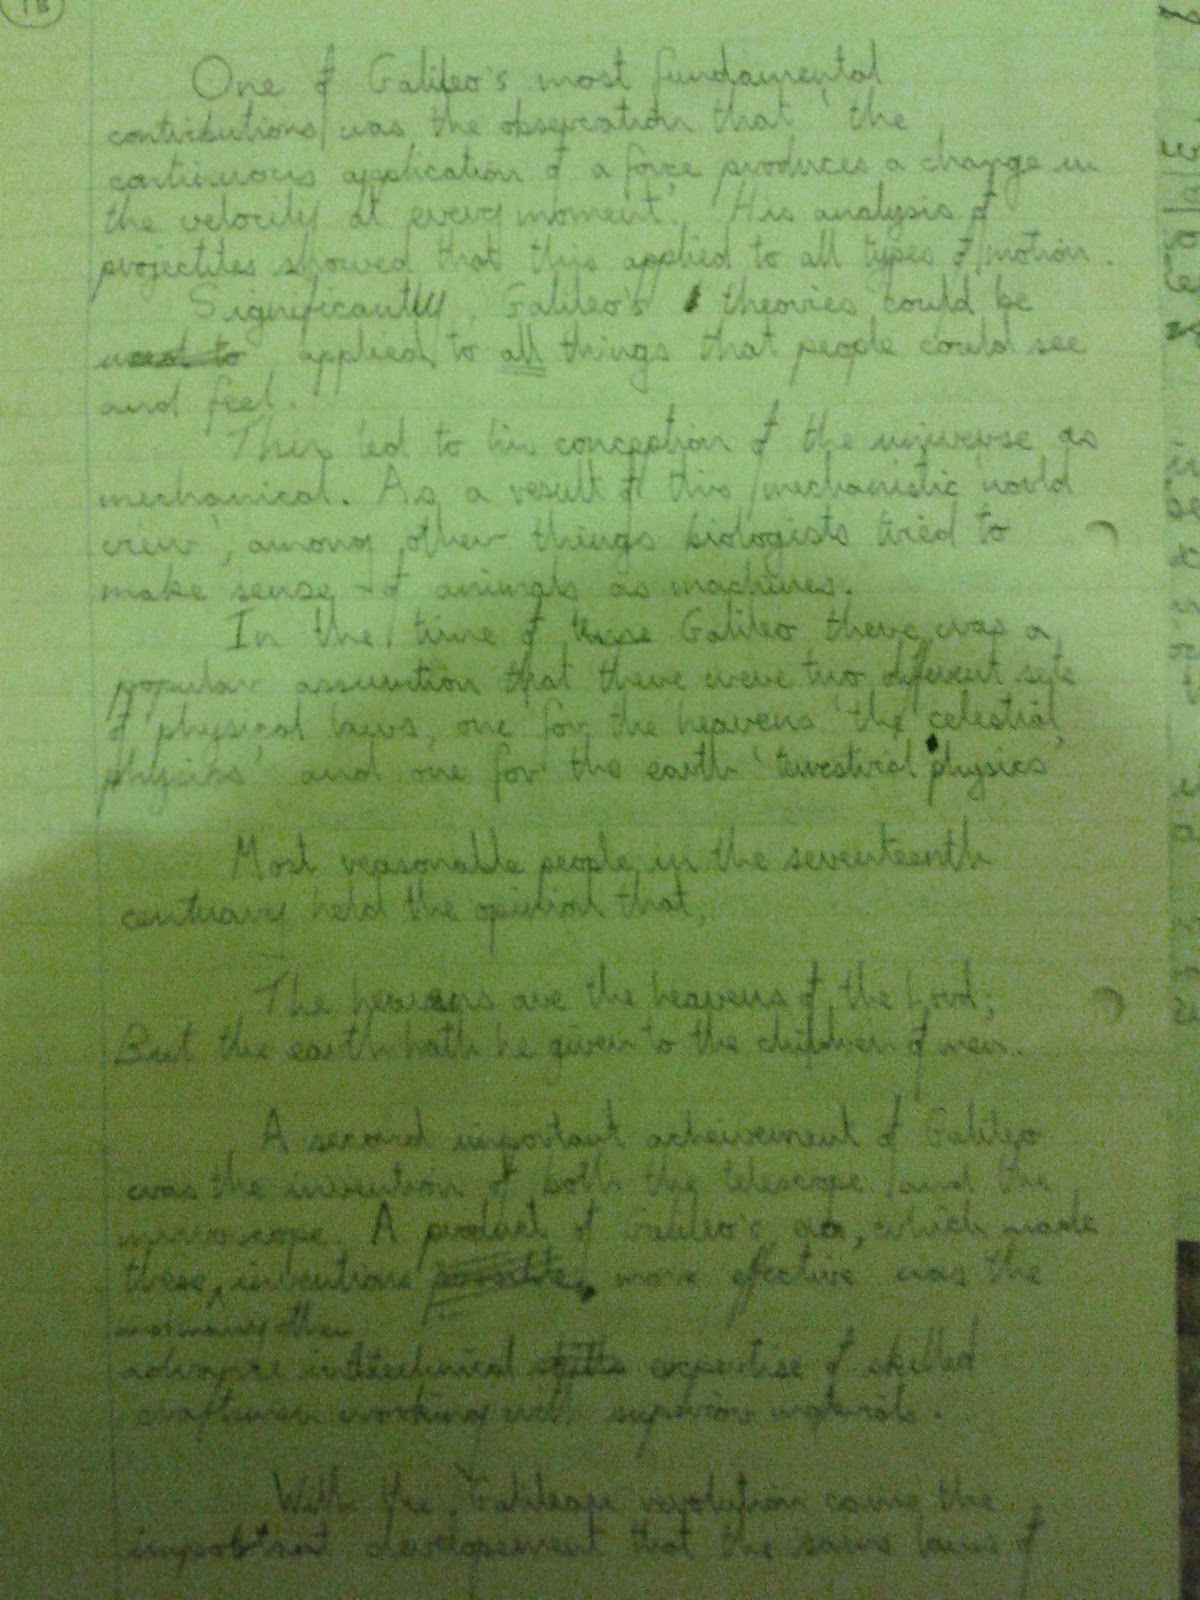 One of Galileo's most fundamental
contributions was the observation that 'the
continuous application of a force produces a change in
the velocity at every moment'. His analysis of
projectiles showed that this applied to all types of motion.
Significantly, Galileo's theories could be
used to applied to all things that people could see
and feel.
This led to his conception of the universe as
mechanical. As a result of this 'mechanistic world
view', among other things biologists tried to
make sense of animals as machines.
In the time of Galileo there was a
popular assumtion that there were two different sets
of physical laws, one for the heavens 'the celestial
physics' and one for the earth 'terrestrial physics'
Most reasonable people in the seventeenth
centuary held the opinion that,
The heavens are the heavens of the Lord;
But the earth hath he given to the children of men.
A second important acheivement of Galileo
was the invention of both the telescope and the
microscope. A product of Galileo's age, which made
these inventions possible, more effective was the
advance in technical skills expertise of skilled
craftsmen working with superior materials.
With the Galilean revolution came the
important developement that the same laws of